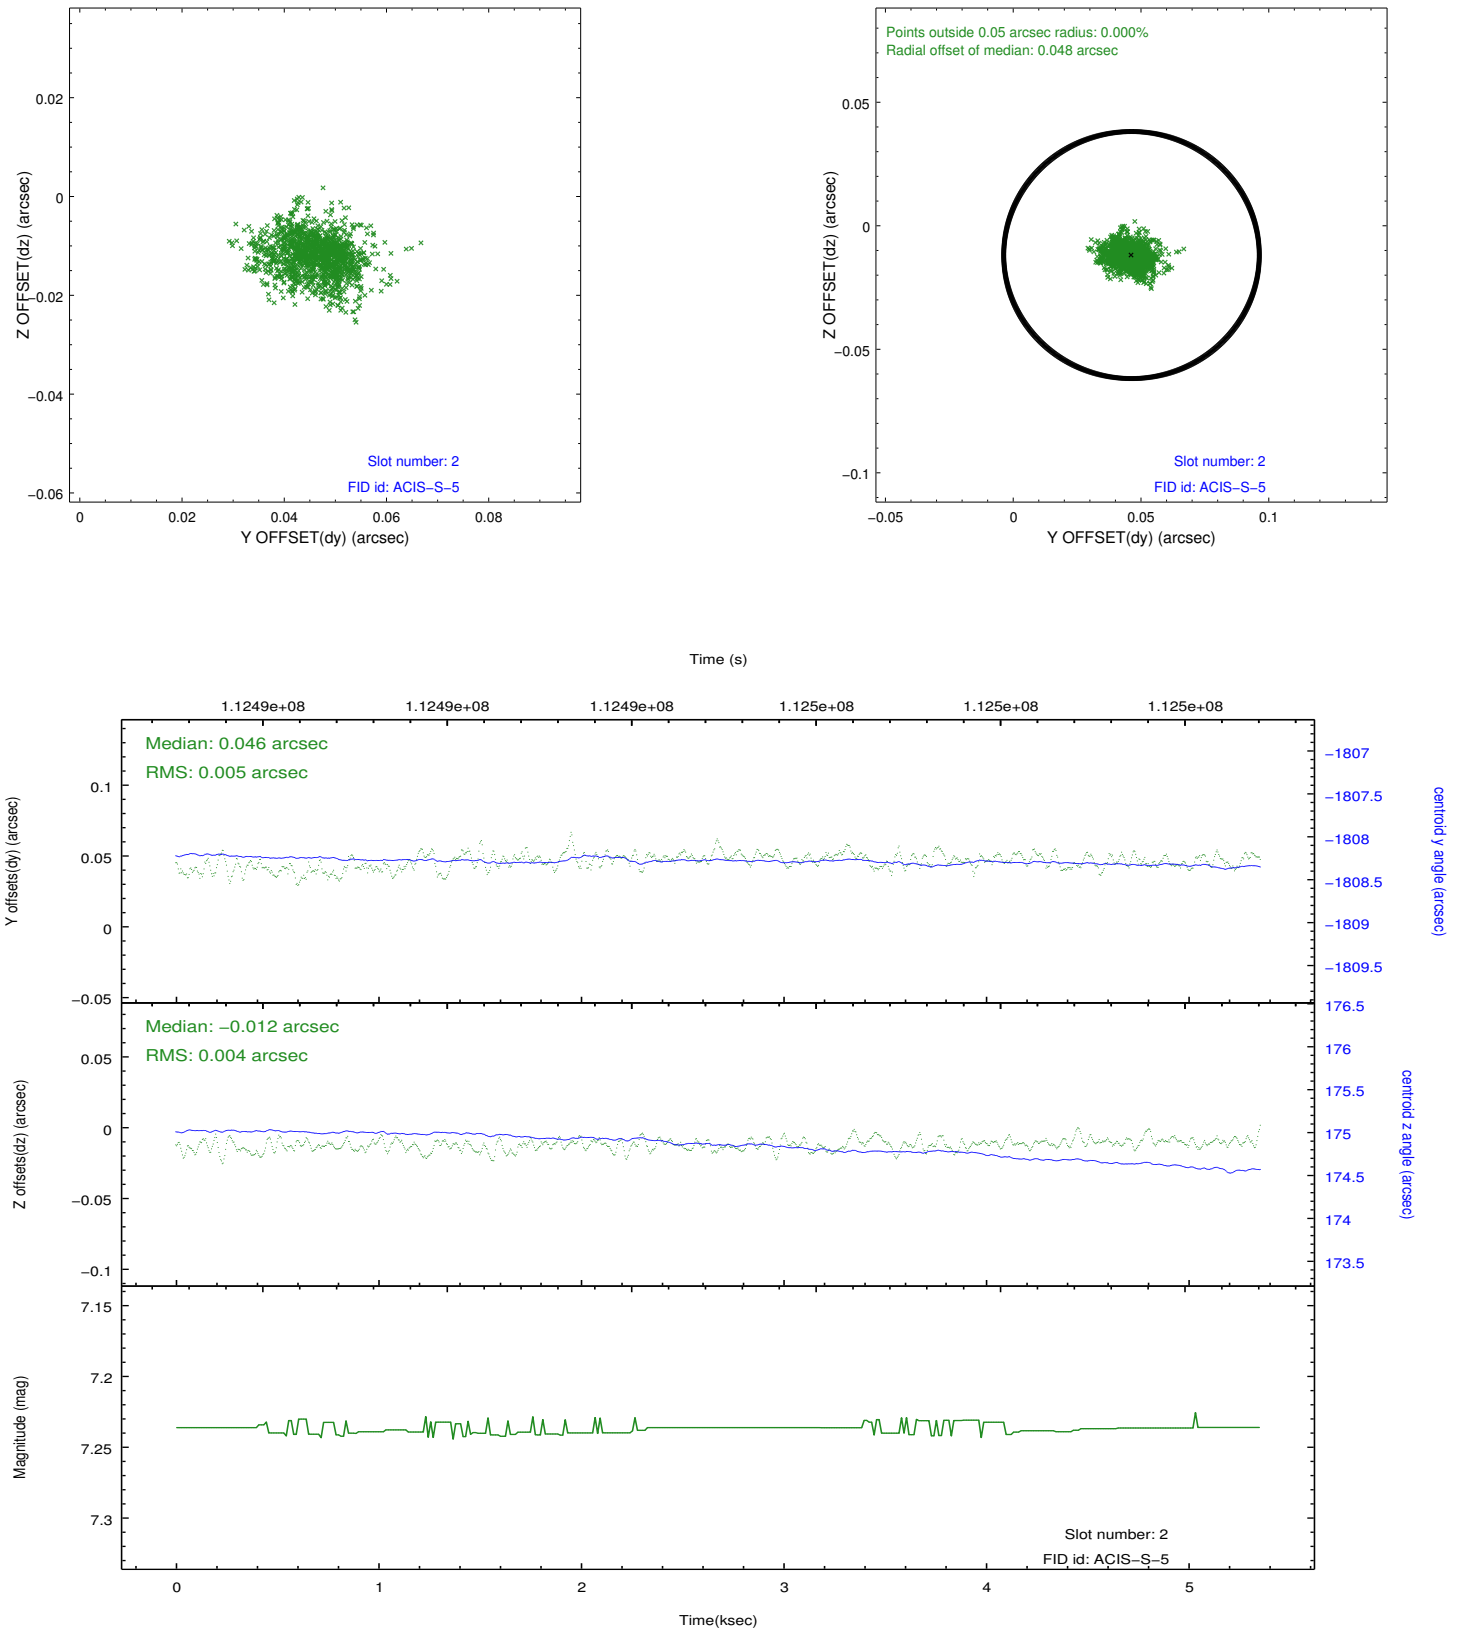 0.02
0
−0.02
−0.04
−0.06
Z OFFSET(dz) (arcsec)
Slot number: 2
FID id: ACIS−S−5
0 0.02 0.04 0.06 0.08
Y OFFSET(dy) (arcsec)
Points outside 0.05 arcsec radius: 0.000%
Radial offset of median: 0.048 arcsec
0.05
0
−0.05
−0.1
Z OFFSET(dz) (arcsec)
Slot number: 2
FID id: ACIS−S−5
−0.05 0 0.05 0.1
Y OFFSET(dy) (arcsec)
Time (s)
1.1249e+08 1.1249e+08 1.1249e+08 1.125e+08 1.125e+08 1.125e+08
Median: 0.046 arcsec
RMS: 0.005 arcsec
0.1
0.05
0
−0.05
Y offsets(dy) (arcsec)
−1807
−1807.5
−1808
−1808.5
−1809
−1809.5
centroid y angle (arcsec)
Median: −0.012 arcsec
RMS: 0.004 arcsec
0.05
0
−0.05
−0.1
Z offsets(dz) (arcsec)
176.5
176
175.5
175
174.5
174
173.5
centroid z angle (arcsec)
7.15
7.2
7.25
7.3
Magnitude (mag)
Slot number: 2
FID id: ACIS−S−5
0 1 2 3 4 5
Time(ksec)